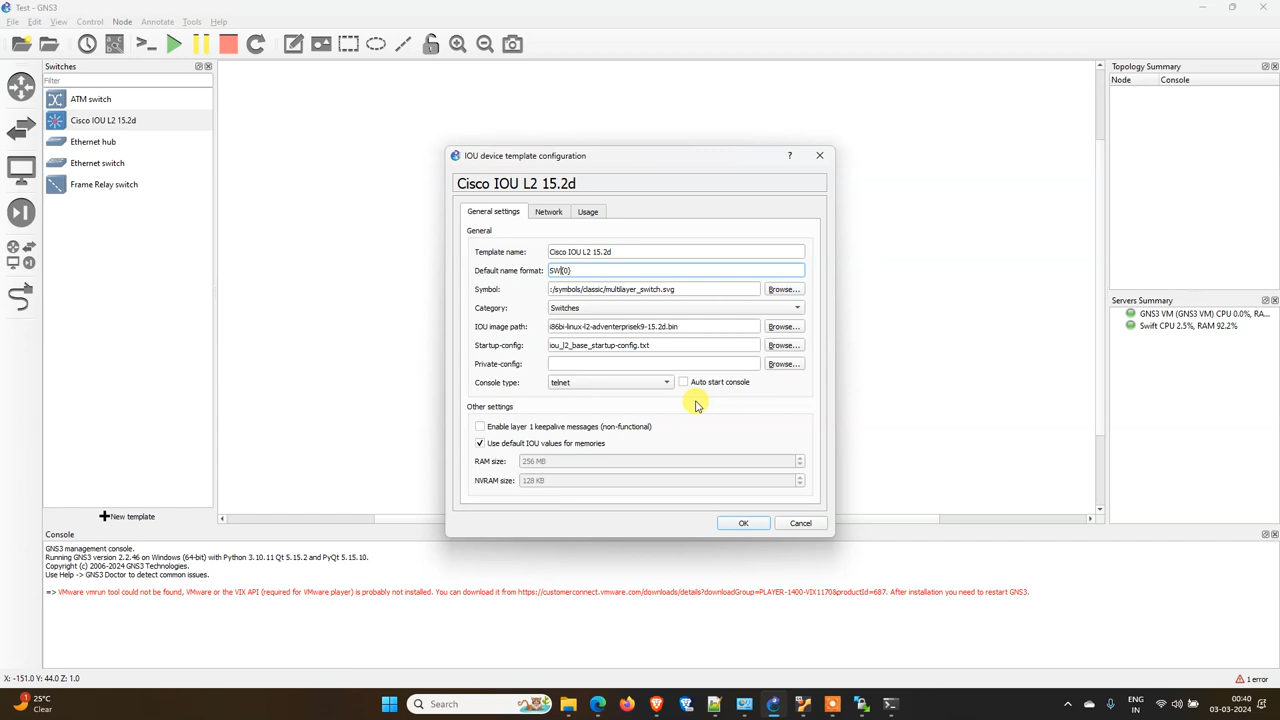 Test - GNS3
File Edit View Control Node Annotate Tools Help
Switches
Filter
ATM switch
Cisco IOU L2 15.2d
Ethernet hub
Ethernet switch
Frame Relay switch
New template
Topology Summary
Node Console
Servers Summary
GNS3 VM (GNS3 VM) CPU 0.0%, RA...
Swift CPU 2.5%, RAM 92.2%
IOU device template configuration
Cisco IOU L2 15.2d
General settings Network Usage
General
Template name: Cisco IOU L2 15.2d
Default name format: SW{0}
Symbol: :/symbols/classic/multilayer_switch.svg Browse...
Category: Switches
IOU image path: i86bi-linux-l2-adventerprisek9-15.2d.bin Browse...
Startup-config: iou_l2_base_startup-config.txt Browse...
Private-config: Browse...
Console type: telnet Auto start console
Other settings
Enable layer 1 keepalive messages (non-functional)
Use default IOU values for memories
RAM size: 256 MB
NVRAM size: 128 KB
OK Cancel
Console
GNS3 management console.
Running GNS3 version 2.2.46 on Windows (64-bit) with Python 3.10.11 Qt 5.15.2 and PyQt 5.15.10.
Copyright (c) 2006-2024 GNS3 Technologies.
Use Help -> GNS3 Doctor to detect common issues.
=> VMware vmrun tool could not be found, VMware or the VIX API (required for VMware player) is probably not installed. You can download it from https://customerconnect.vmware.com/downloads/details?downloadGroup=PLAYER-1400-VIX1170&productId=687. After installation you need to restart GNS3.
X: -151.0 Y: 44.0 Z: 1.0
1 error
25°C
Clear
Search
ENG
IN
00:40
03-03-2024